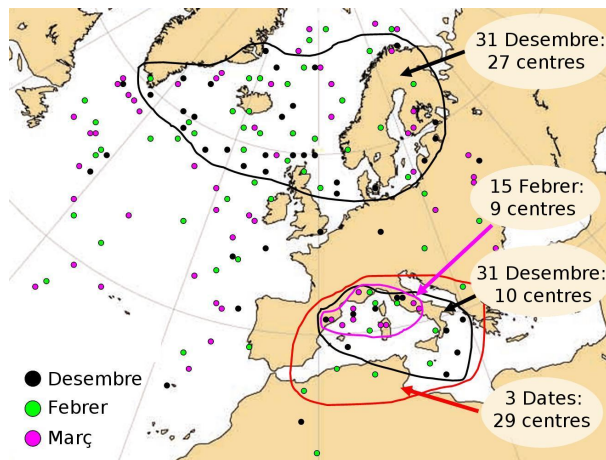 31 Desembre:
27 centres
15 Febrer:
9 centres
31 Desembre:
10 centres
3 Dates:
29 centres
Desembre
Febrer
Març